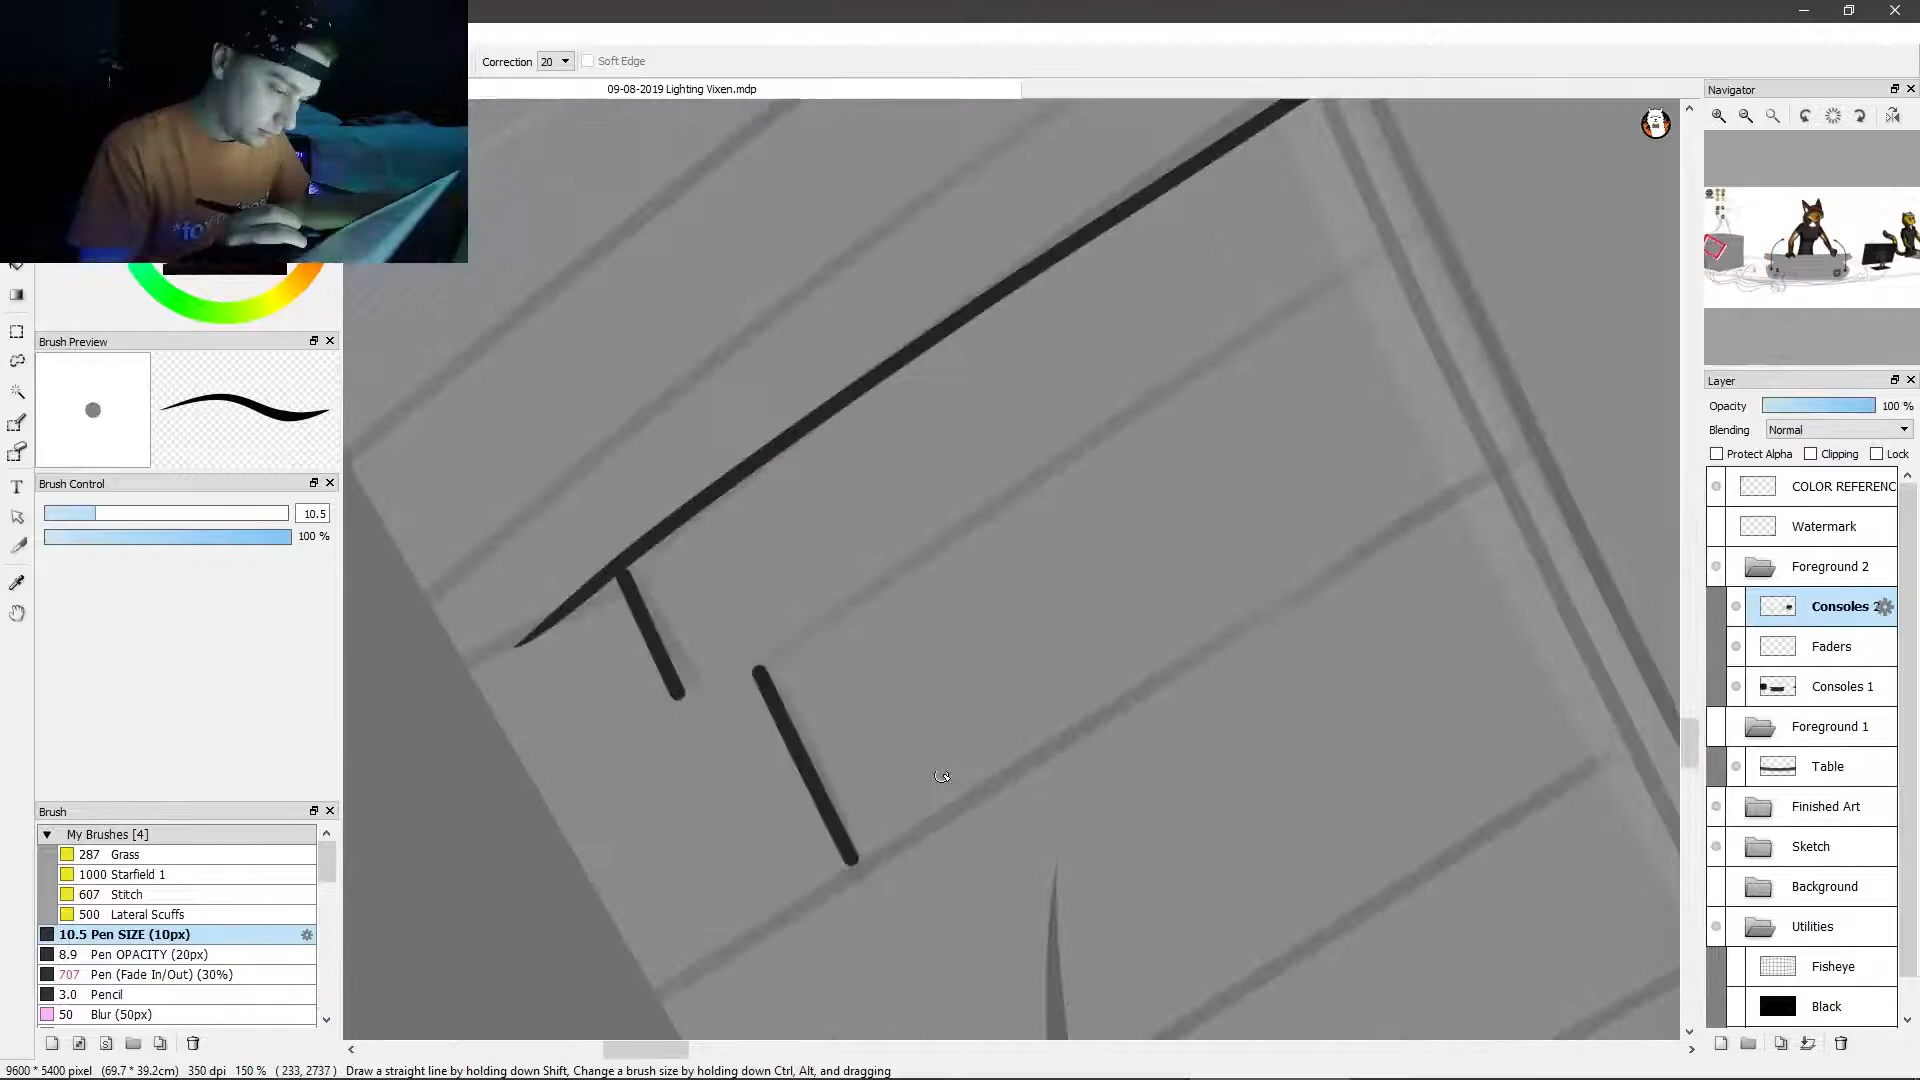 Correction 20 Soft Edge
09-08-2019 Lighting Vixen.mdp
Navigator
Brush Preview
Layer
Opacity 100 %
Blending Normal
Protect Alpha Clipping Lock
Brush Control
10.5
100 %
COLOR REFERENC
Watermark
Foreground 2
Consoles 2
Faders
Consoles 1
Foreground 1
Table
Finished Art
Sketch
Background
Utilities
Fisheye
Black
Brush
My Brushes [4]
287 Grass
1000 Starfield 1
607 Stitch
500 Lateral Scuffs
10.5 Pen SIZE (10px)
8.9 Pen OPACITY (20px)
707 Pen (Fade In/Out) (30%)
3.0 Pencil
50 Blur (50px)
9600 * 5400 pixel (69.7 * 39.2cm) 350 dpi 150 % ( 233, 2737 ) Draw a straight line by holding down Shift, Change a brush size by holding down Ctrl, Alt, and dragging